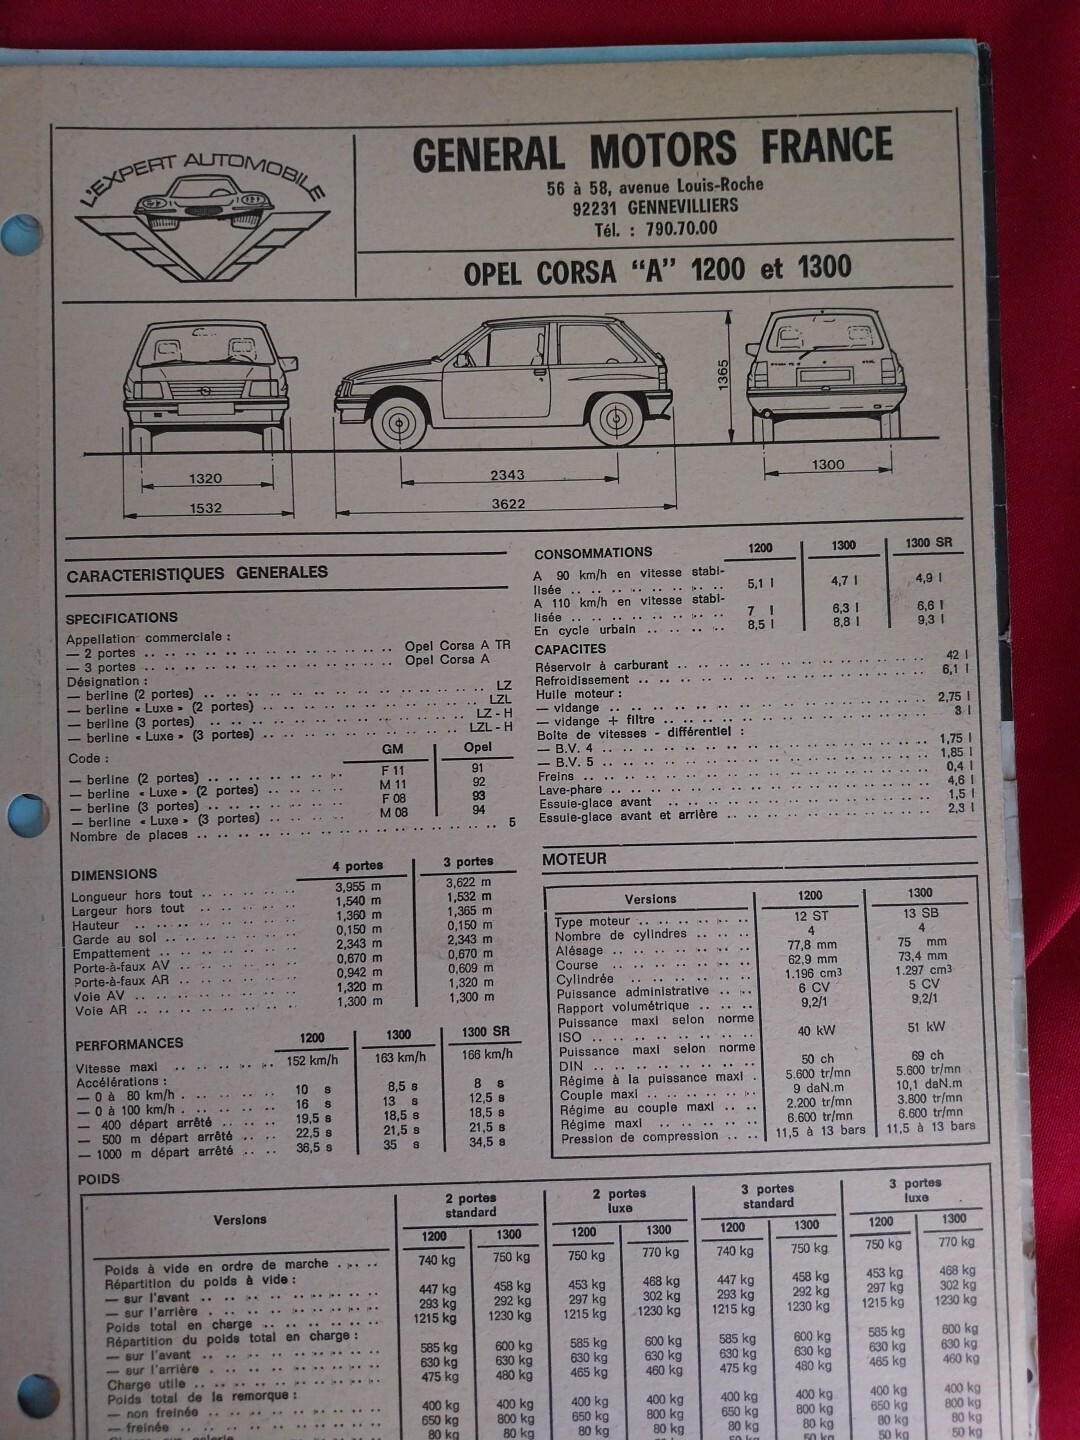 L'EXPERT AUTOMOBILE
GENERAL MOTORS FRANCE
56 à 58, avenue Louis-Roche
92231 GENNEVILLIERS
Tél. : 790.70.00
OPEL CORSA “A” 1200 et 1300
1365
1320
1532
2343
3622
1300
CARACTERISTIQUES GENERALES
SPECIFICATIONS
Appellation commerciale :
— 2 portes .. .. .. Opel Corsa A TR
— 3 portes .. .. .. Opel Corsa A
Désignation :
— berline (2 portes) .. .. .. LZ
— berline « Luxe » (2 portes) .. .. .. LZL
— berline (3 portes) .. .. .. LZ - H
— berline « Luxe » (3 portes) .. .. .. LZL - H
Code : GM Opel
— berline (2 portes) .. .. .. F 11 91
— berline « Luxe » (2 portes) .. .. .. M 11 92
— berline (3 portes) .. .. .. F 08 93
— berline « Luxe » (3 portes) .. .. .. M 08 94
Nombre de places .. .. .. 5
DIMENSIONS 4 portes 3 portes
Longueur hors tout .. .. .. 3,955 m 3,622 m
Largeur hors tout .. .. .. 1,540 m 1,532 m
Hauteur .. .. .. 1,360 m 1,365 m
Garde au sol .. .. .. 0,150 m 0,150 m
Empattement .. .. .. 2,343 m 2,343 m
Porte-à-faux AV .. .. .. 0,670 m 0,670 m
Porte-à-faux AR .. .. .. 0,942 m 0,609 m
Voie AV .. .. .. 1,320 m 1,320 m
Voie AR .. .. .. 1,300 m 1,300 m
PERFORMANCES 1200 1300 1300 SR
Vitesse maxi .. .. .. 152 km/h 163 km/h 166 km/h
Accélérations :
— 0 à 80 km/h . .. .. 10 s 8,5 s 8 s
— 0 à 100 km/h . .. .. 16 s 13 s 12,5 s
— 400 départ arrêté .. .. .. 19,5 s 18,5 s 18,5 s
— 500 m départ arrêté .. .. 22,5 s 21,5 s 21,5 s
— 1000 m départ arrêté .. .. 36,5 s 35 s 34,5 s
CONSOMMATIONS 1200 1300 1300 SR
A 90 km/h en vitesse stabi-
lisée .. .. .. 5,1 l 4,7 l 4,9 l
A 110 km/h en vitesse stabi-
lisée .. .. .. 7 l 6,3 l 6,6 l
En cycle urbain .. .. .. 8,5 l 8,8 l 9,3 l
CAPACITES
Réservoir à carburant .. .. .. 42 l
Refroidissement .. .. .. 6,1 l
Huile moteur :
— vidange .. .. .. 2,75 l
— vidange + filtre .. .. .. 3 l
Boîte de vitesses - différentiel :
— B.V. 4 .. .. .. 1,75 l
— B.V. 5 .. .. .. 1,85 l
Freins .. .. .. 0,4 l
Lave-phare .. .. .. 4,6 l
Essuie-glace avant .. .. .. 1,5 l
Essuie-glace avant et arrière .. .. .. 2,3 l
MOTEUR
Versions 1200 1300
Type moteur .. .. .. 12 ST 13 SB
Nombre de cylindres .. .. .. 4 4
Alésage .. .. .. 77,8 mm 75 mm
Course .. .. .. 62,9 mm 73,4 mm
Cylindrée .. .. .. 1.196 cm³ 1.297 cm³
Puissance administrative .. .. 6 CV 5 CV
Rapport volumétrique .. .. .. 9,2/1 9,2/1
Puissance maxi selon norme
ISO .. .. .. 40 kW 51 kW
Puissance maxi selon norme
DIN .. .. .. 50 ch 69 ch
Régime à la puissance maxi . 5.600 tr/mn 5.600 tr/mn
Couple maxi .. .. .. 9 daN.m 10,1 daN.m
Régime au couple maxi .. .. 2.200 tr/mn 3.800 tr/mn
Régime maxi .. .. .. 6.600 tr/mn 6.600 tr/mn
Pression de compression .. .. 11,5 à 13 bars 11,5 à 13 bars
POIDS
Versions 2 portes standard 2 portes luxe 3 portes standard 3 portes luxe
1200 1300 1200 1300 1200 1300 1200 1300
Poids à vide en ordre de marche . .. .. 740 kg 750 kg 750 kg 770 kg 740 kg 750 kg 750 kg 770 kg
Répartition du poids à vide :
— sur l'avant .. .. .. 447 kg 458 kg 453 kg 468 kg 447 kg 458 kg 453 kg 468 kg
— sur l'arrière .. .. .. 293 kg 292 kg 297 kg 302 kg 293 kg 292 kg 297 kg 302 kg
Poids total en charge .. .. .. 1215 kg 1230 kg 1215 kg 1230 kg 1215 kg 1230 kg 1215 kg 1230 kg
Répartition du poids total en charge :
— sur l'avant .. .. .. 585 kg 600 kg 585 kg 600 kg 585 kg 600 kg 585 kg 600 kg
— sur l'arrière .. .. .. 630 kg 630 kg 630 kg 630 kg 630 kg 630 kg 630 kg 630 kg
Charge utile .. .. .. 475 kg 480 kg 465 kg 460 kg 475 kg 480 kg 465 kg 460 kg
Poids total de la remorque :
— non freinée .. .. .. 400 kg 400 kg 400 kg 400 kg 400 kg 400 kg 400 kg 400 kg
— freinée .. .. .. 650 kg 800 kg 650 kg 800 kg 650 kg 800 kg 650 kg 800 kg
80 kg 80 kg 80 kg 80 kg 80 kg 80 kg 80 kg 80 kg